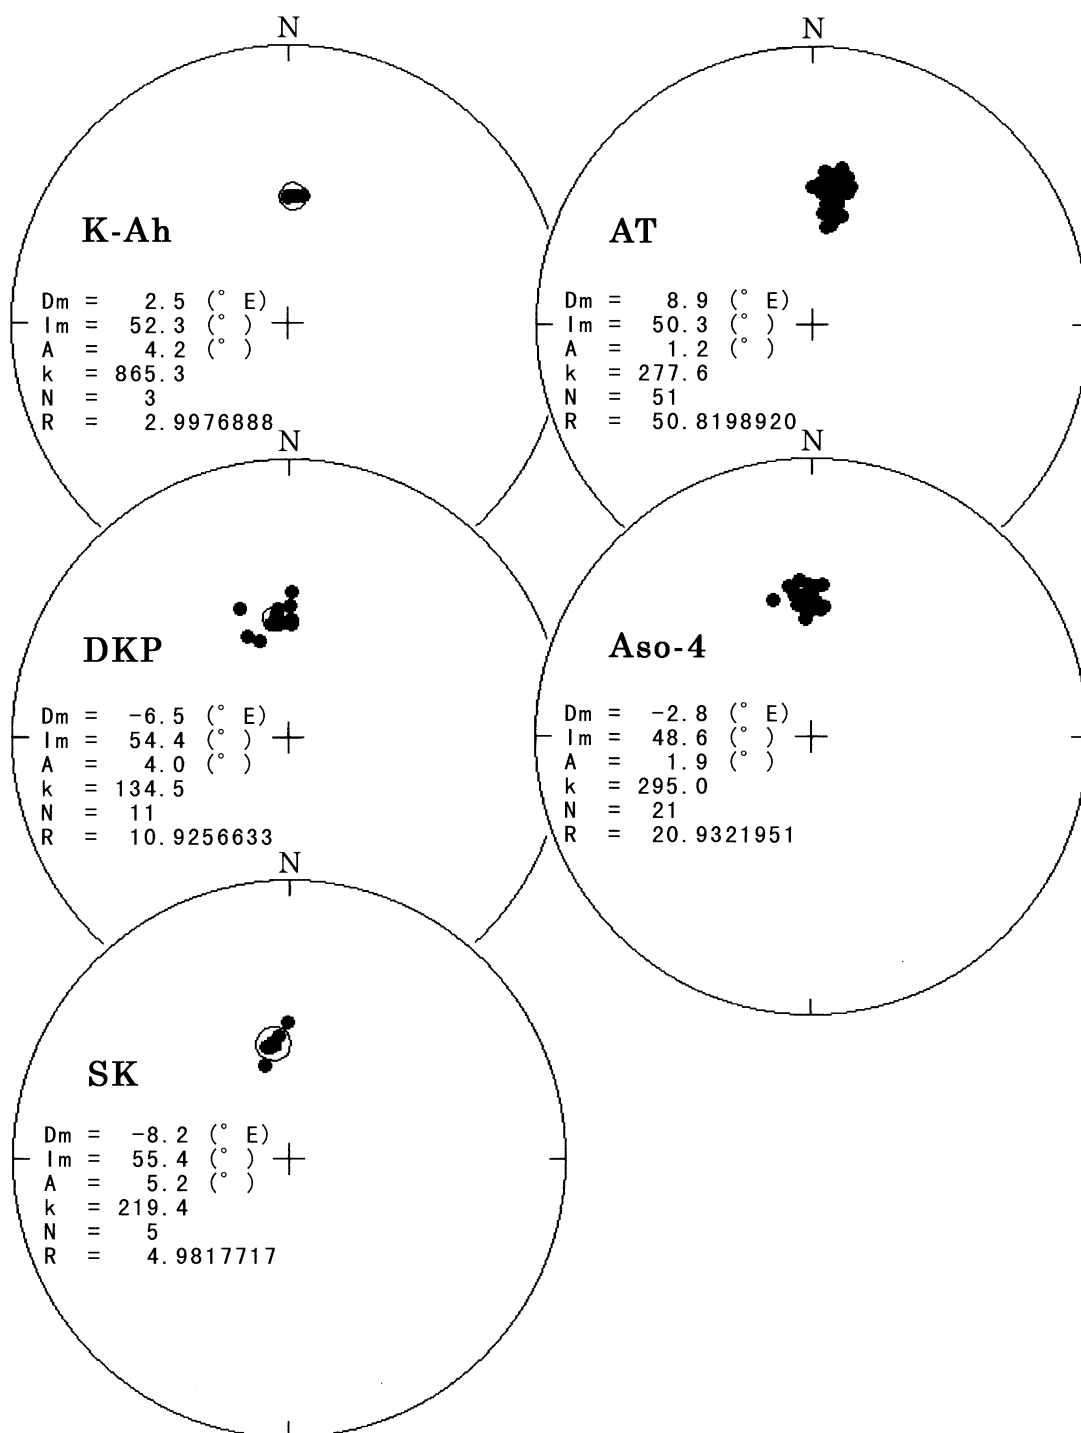 N
K-Ah
Dm = 2.5 (° E)
Im = 52.3 (° )
A = 4.2 (° )
k = 865.3
N = 3
R = 2.9976888
N
AT
Dm = 8.9 (° E)
Im = 50.3 (° )
A = 1.2 (° )
k = 277.6
N = 51
R = 50.8198920
N
DKP
Dm = -6.5 (° E)
Im = 54.4 (° )
A = 4.0 (° )
k = 134.5
N = 11
R = 10.9256633
N
Aso-4
Dm = -2.8 (° E)
Im = 48.6 (° )
A = 1.9 (° )
k = 295.0
N = 21
R = 20.9321951
N
SK
Dm = -8.2 (° E)
Im = 55.4 (° )
A = 5.2 (° )
k = 219.4
N = 5
R = 4.9817717